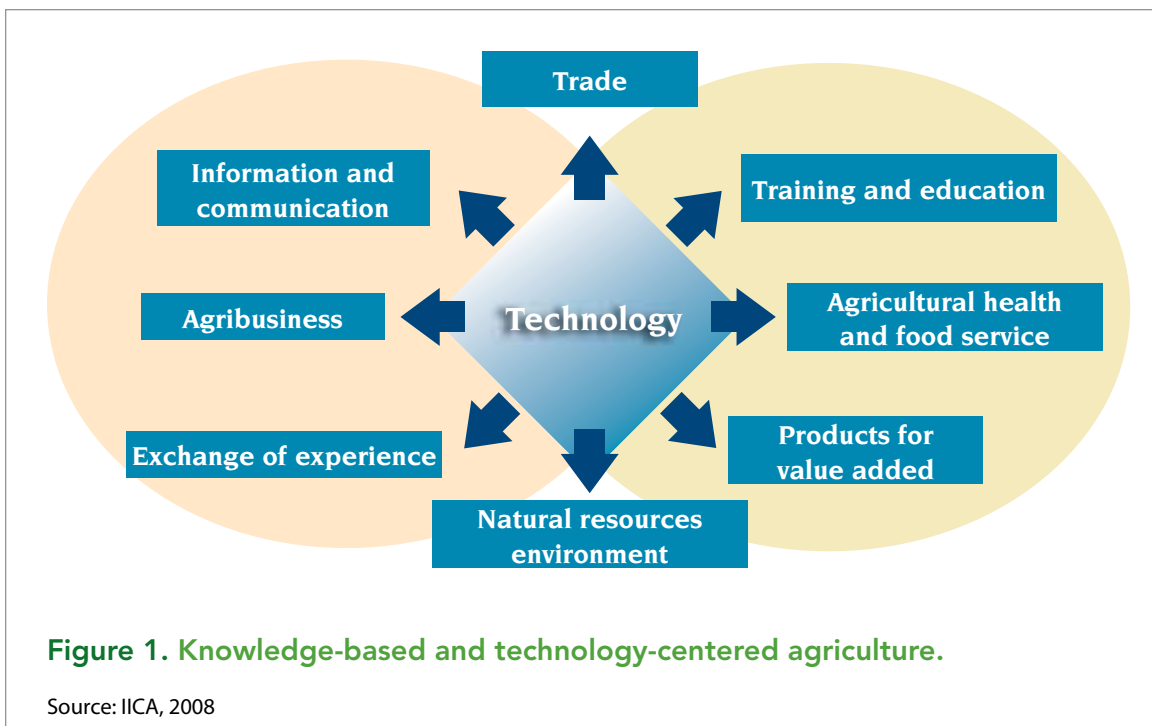 Trade
Information and
communication
Training and education
Agribusiness
Technology
Agricultural health
and food service
Exchange of experience
Products for
value added
Natural resources
environment
Figure 1. Knowledge-based and technology-centered agriculture.
Source: IICA, 2008